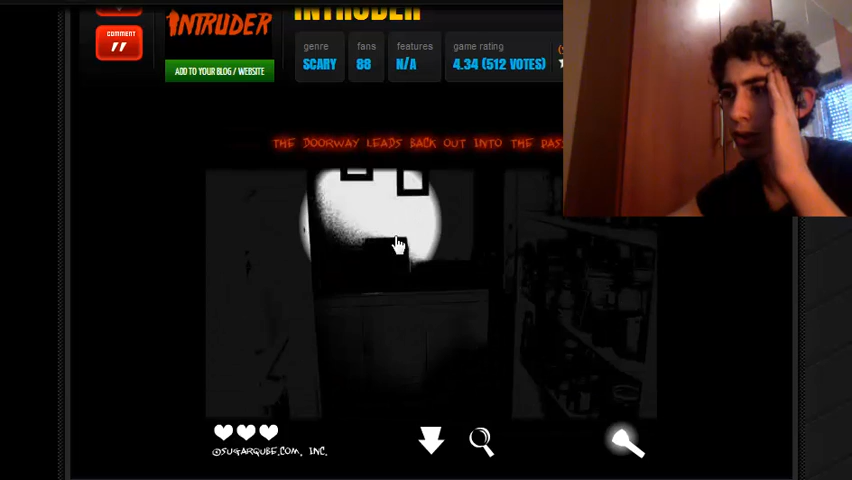 INTRUDER
COMMENT
INTRUDER
genre
fans
features
game rating
SCARY
88
N/A
4.34 (512 VOTES)
ADD TO YOUR BLOG / WEBSITE
THE DOORWAY LEADS BACK OUT INTO THE
@SUGARQUBE.COM, INC.